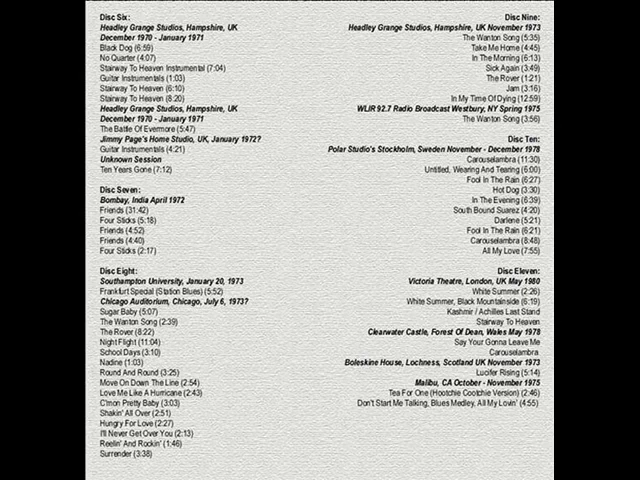 Disc Six:
Headley Grange Studios, Hampshire, UK
December 1970 - January 1971
Black Dog (6:59)
No Quarter (4:07)
Stairway To Heaven Instrumental (7:04)
Guitar Instrumentals (1:03)
Stairway To Heaven (6:10)
Stairway To Heaven (8:20)
Headley Grange Studios, Hampshire, UK
December 1970 - January 1971
The Battle Of Evermore (5:47)
Jimmy Page's Home Studio, UK, January 1972?
Guitar Instrumentals (4:21)
Unknown Session
Ten Years Gone (7:12)
Disc Seven:
Bombay, India April 1972
Friends (31:42)
Four Sticks (5:18)
Friends (4:52)
Friends (4:40)
Four Sticks (2:17)
Disc Eight:
Southampton University, January 20, 1973
Frankfurt Special (Station Blues) (5:52)
Chicago Auditorium, Chicago, July 6, 1973?
Sugar Baby (5:07)
The Wanton Song (2:39)
The Rover (8:22)
Night Flight (11:04)
School Days (3:10)
Nadine (1:03)
Round And Round (3:25)
Move On Down The Line (2:54)
Love Me Like A Hurricane (2:43)
C'mon Pretty Baby (3:03)
Shakin' All Over (2:51)
Hungry For Love (2:27)
I'll Never Get Over You (2:13)
Reelin' And Rockin' (1:46)
Surrender (3:38)
Disc Nine:
Headley Grange Studios, Hampshire, UK November 1973
The Wanton Song (5:35)
Take Me Home (4:45)
In The Morning (6:13)
Sick Again (3:49)
The Rover (1:21)
Jam (3:16)
In My Time Of Dying (12:59)
WLIR 92.7 Radio Broadcast Westbury, NY Spring 1975
The Wanton Song (3:56)
Disc Ten:
Polar Studio's Stockholm, Sweden November - December 1978
Carouselambra (11:30)
Untitled, Wearing And Tearing (6:00)
Fool In The Rain (6:27)
Hot Dog (3:30)
In The Evening (6:39)
South Bound Suarez (4:20)
Darlene (5:21)
Fool In The Rain (6:21)
Carouselambra (8:48)
All My Love (7:55)
Disc Eleven:
Victoria Theatre, London, UK May 1980
White Summer (2:26)
White Summer, Black Mountainside (6:19)
Kashmir / Achilles Last Stand
Stairway To Heaven
Clearwater Castle, Forest Of Dean, Wales May 1978
Say Your Gonna Leave Me
Carouselambra
Boleskine House, Lochness, Scotland UK November 1973
Lucifer Rising (5:14)
Malibu, CA October - November 1975
Tea For One (Hootchie Cootchie Version) (2:46)
Don't Start Me Talking, Blues Medley, All My Lovin' (4:55)